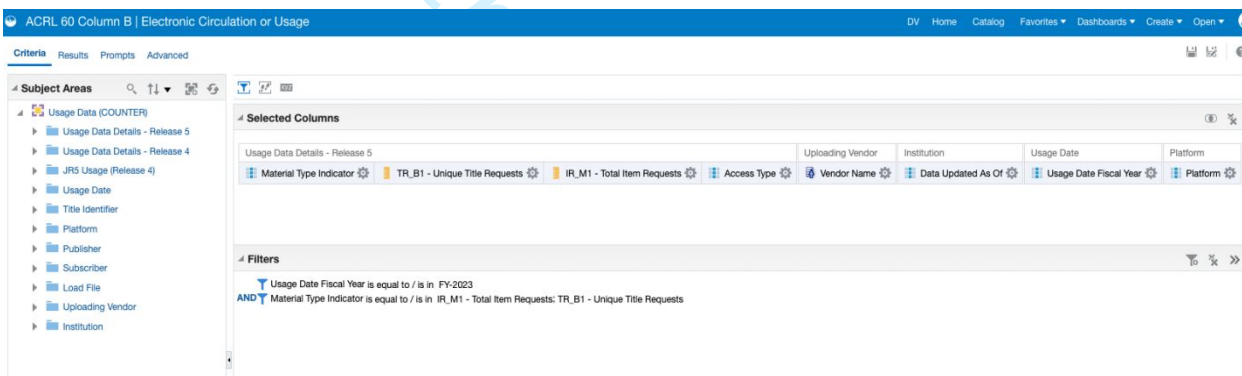 ACRL 60 Column B | Electronic Circulation or Usage
DV Home Catalog Favorites Dashboards Create Open
Criteria Results Prompts Advanced
Subject Areas
Usage Data (COUNTER)
Usage Data Details - Release 5
Usage Data Details - Release 4
JR5 Usage (Release 4)
Usage Date
Title Identifier
Platform
Publisher
Subscriber
Load File
Uploading Vendor
Institution
Selected Columns
Usage Data Details - Release 5 Uploading Vendor Institution Usage Date Platform
Material Type Indicator TR_B1 - Unique Title Requests IR_M1 - Total Item Requests Access Type Vendor Name Data Updated As Of Usage Date Fiscal Year Platform
Filters
Usage Date Fiscal Year is equal to / is in FY-2023
AND Material Type Indicator is equal to / is in IR_M1 - Total Item Requests; TR_B1 - Unique Title Requests